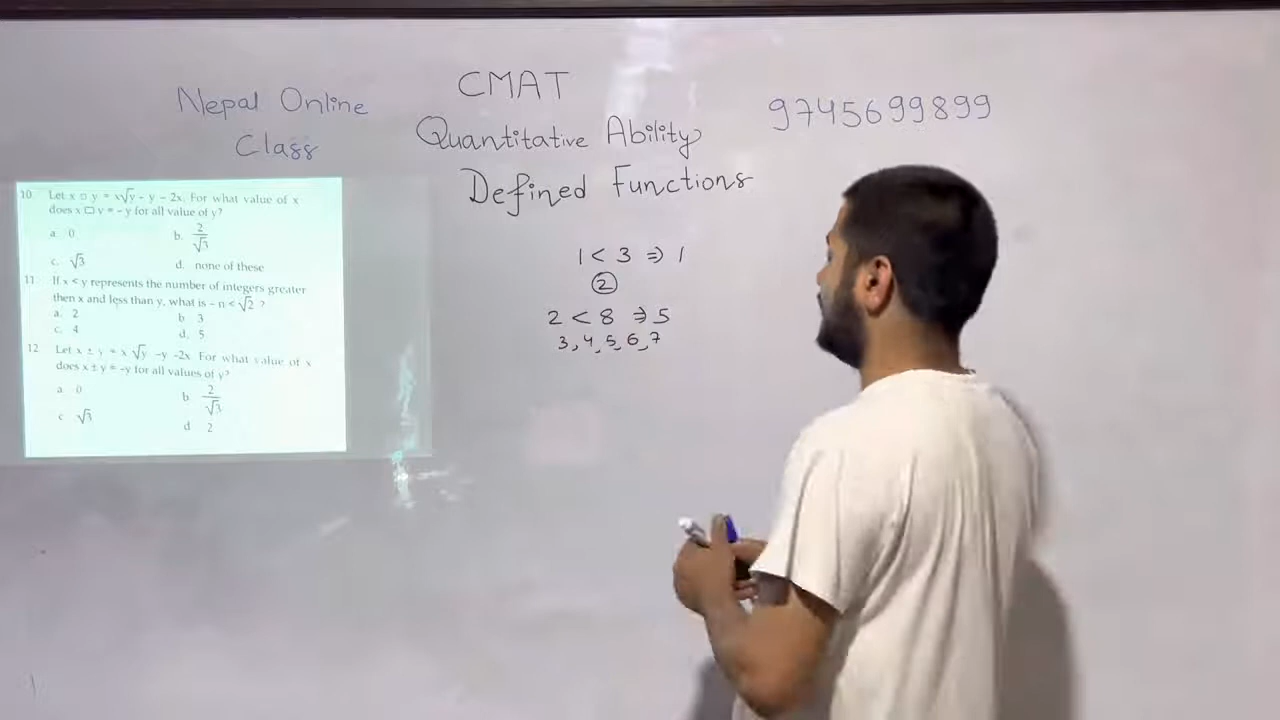 CMAT
Nepal Online
Class
Quantitative Ability
9745699899
Defined Functions
10. Let x □ y = x√y - y - 2x. For what value of x
does x □ y = -y for all value of y?
a. 0
b. 2/√3
c. √3
d. none of these
11. If x < y represents the number of integers greater
then x and less than y, what is - π < √2 ?
a. 2
b. 3
c. 4
d. 5
12. Let x ± y = x √y -y -2x. For what value of x
does x ± y = -y for all values of y?
a. 0
b. 2/√3
c. √3
d. 2
1 < 3 ⇒ 1
2
2 < 8 ⇒ 5
3, 4, 5, 6, 7